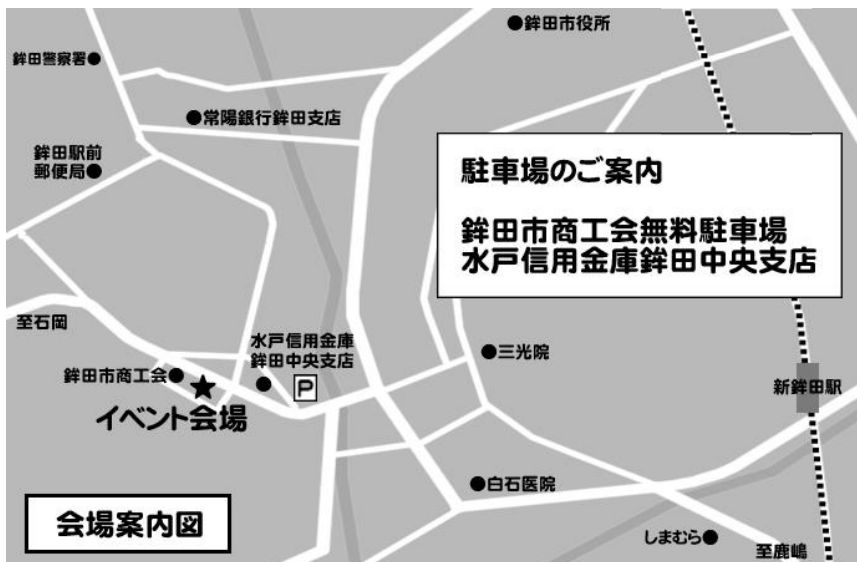 ●鉾田市役所
鉾田警察署●
●常陽銀行鉾田支店
鉾田駅前
郵便局●
駐車場のご案内
鉾田市商工会無料駐車場
水戸信用金庫鉾田中央支店
至石岡
水戸信用金庫
鉾田中央支店
●三光院
鉾田市商工会●
P
新鉾田駅
イベント会場
●白石医院
会場案内図
しまむら●
至鹿嶋